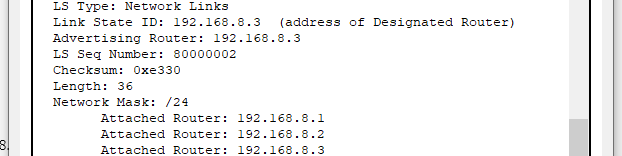 LS Type: Network Links
Link State ID: 192.168.8.3  (address of Designated Router)
Advertising Router: 192.168.8.3
LS Seq Number: 80000002
Checksum: 0xe330
Length: 36
Network Mask: /24
Attached Router: 192.168.8.1
Attached Router: 192.168.8.2
8.
Attached Router: 192.168.8.3